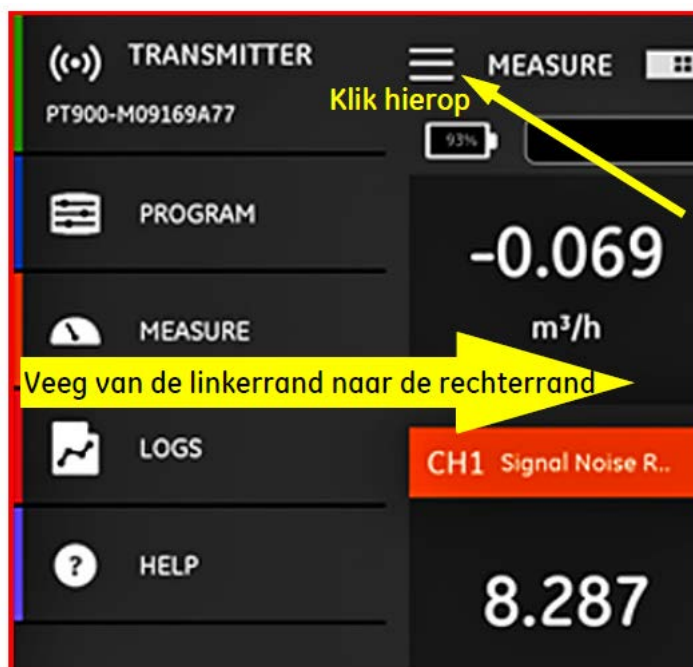 TRANSMITTER
PT900-M09169A77
PROGRAM
MEASURE
LOGS
HELP
MEASURE
Klik hierop
93%
-0.069
m³/h
Veeg van de linkerrand naar de rechterrand
CH1 Signal Noise R..
8.287